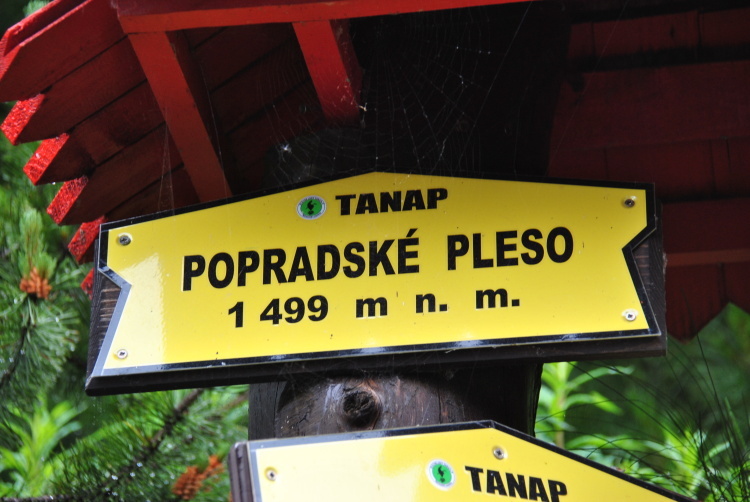 TANAP
POPRADSKÉ PLESO
1 499 m n. m.
TANAP